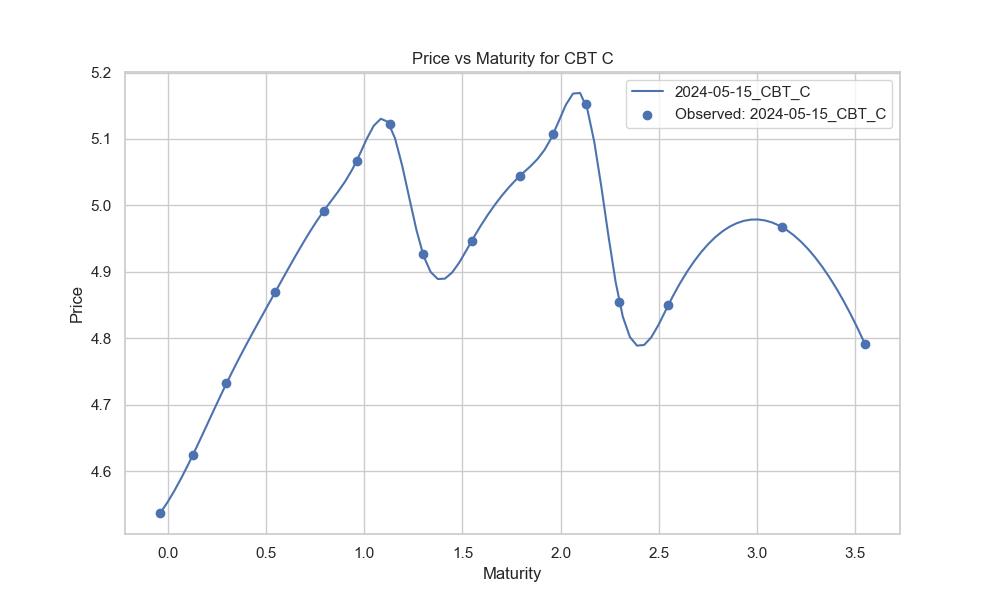 Price vs Maturity for CBT C
2024-05-15_CBT_C
Observed: 2024-05-15_CBT_C
Price
5.2
5.1
5.0
4.9
4.8
4.7
4.6
0.0 0.5 1.0 1.5 2.0 2.5 3.0 3.5
Maturity